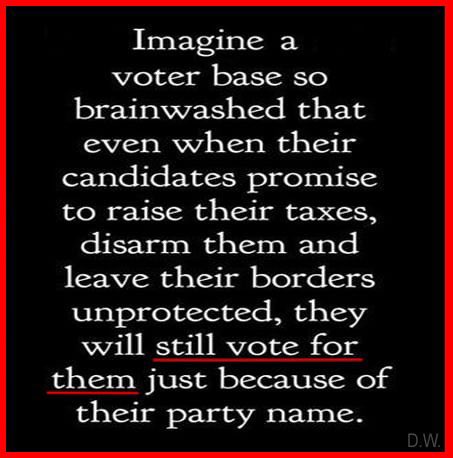 Imagine a
voter base so
brainwashed that
even when their
candidates promise
to raise their taxes,
disarm them and
leave their borders
unprotected, they
will still vote for
them just because of
their party name.
D.W.